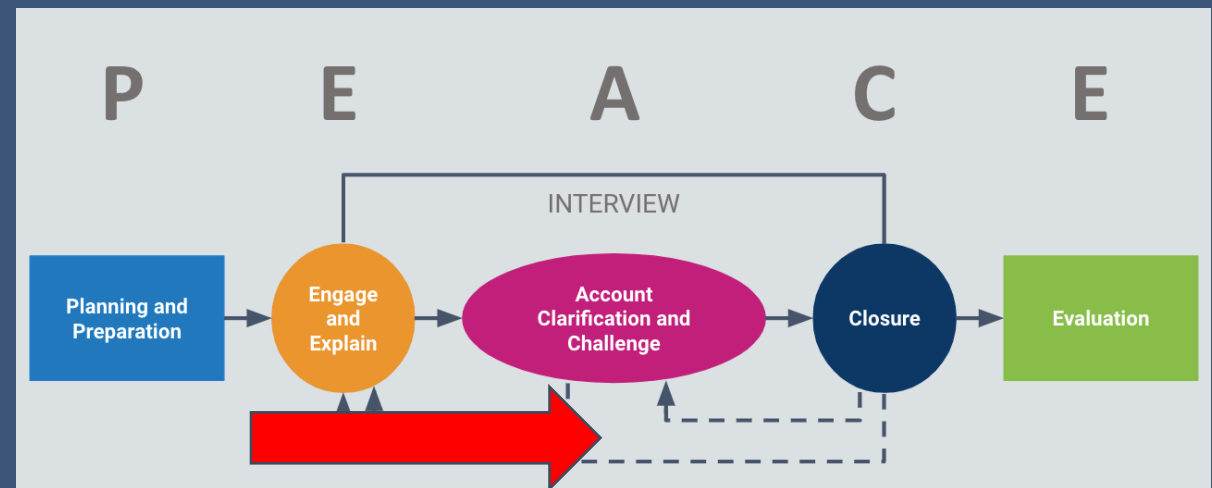 P E A C E
INTERVIEW
Planning and
Preparation
Engage
and
Explain
Account
Clarification and
Challenge
Closure
Evaluation